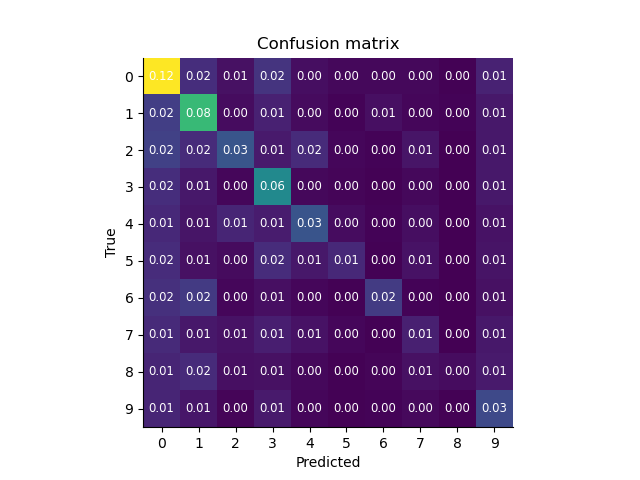 Confusion matrix
0 0.12 0.02 0.01 0.02 0.00 0.00 0.00 0.00 0.00 0.01
1 0.02 0.08 0.00 0.01 0.00 0.00 0.01 0.00 0.00 0.01
2 0.02 0.02 0.03 0.01 0.02 0.00 0.00 0.01 0.00 0.01
3 0.02 0.01 0.00 0.06 0.00 0.00 0.00 0.00 0.00 0.01
4 0.01 0.01 0.01 0.01 0.03 0.00 0.00 0.00 0.00 0.01
True
5 0.02 0.01 0.00 0.02 0.01 0.01 0.00 0.01 0.00 0.01
6 0.02 0.02 0.00 0.01 0.00 0.00 0.02 0.00 0.00 0.01
7 0.01 0.01 0.01 0.01 0.01 0.00 0.00 0.01 0.00 0.01
8 0.01 0.02 0.01 0.01 0.00 0.00 0.00 0.01 0.00 0.01
9 0.01 0.01 0.00 0.01 0.00 0.00 0.00 0.00 0.00 0.03
0 1 2 3 4 5 6 7 8 9
Predicted